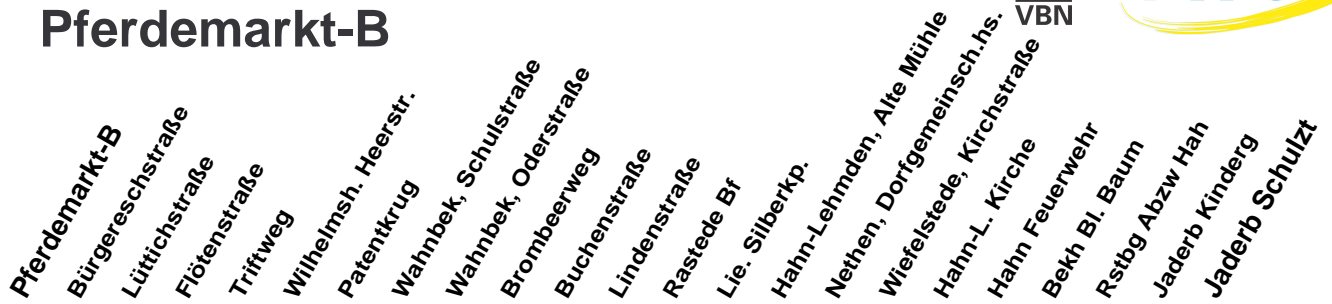 Pferdemarkt-B
VBN
Pferdemarkt-B
Bürgereschstraße
Lüttichstraße
Flötenstraße
Triftweg
Wilhelmsh. Heerstr.
Patentkrug
Wahnbek, Schulstraße
Wahnbek, Oderstraße
Brombeerweg
Buchenstraße
Lindenstraße
Rastede Bf
Lie. Silberkp.
Hahn-Lehmden, Alte Mühle
Nethen, Dorfgemeinsch.hs.
Wiefelstede, Kirchstraße
Hahn-L. Kirche
Hahn Feuerwehr
Bekh Bl. Baum
Rstbg Abzw Hah
Jaderb Kinderg
Jaderb Schulzt